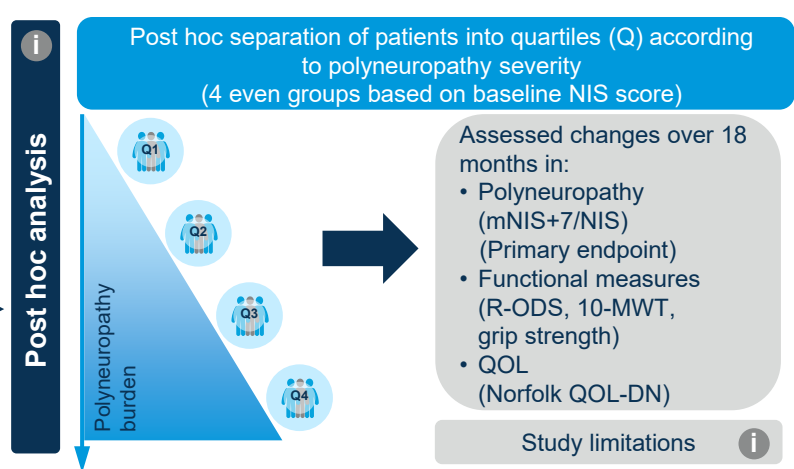 i
Post hoc analysis
Post hoc separation of patients into quartiles (Q) according
to polyneuropathy severity
(4 even groups based on baseline NIS score)
Q1
Q2
Q3
Q4
Polyneuropathy
burden
Assessed changes over 18
months in:
• Polyneuropathy
(mNIS+7/NIS)
(Primary endpoint)
• Functional measures
(R-ODS, 10-MWT,
grip strength)
• QOL
(Norfolk QOL-DN)
Study limitations i